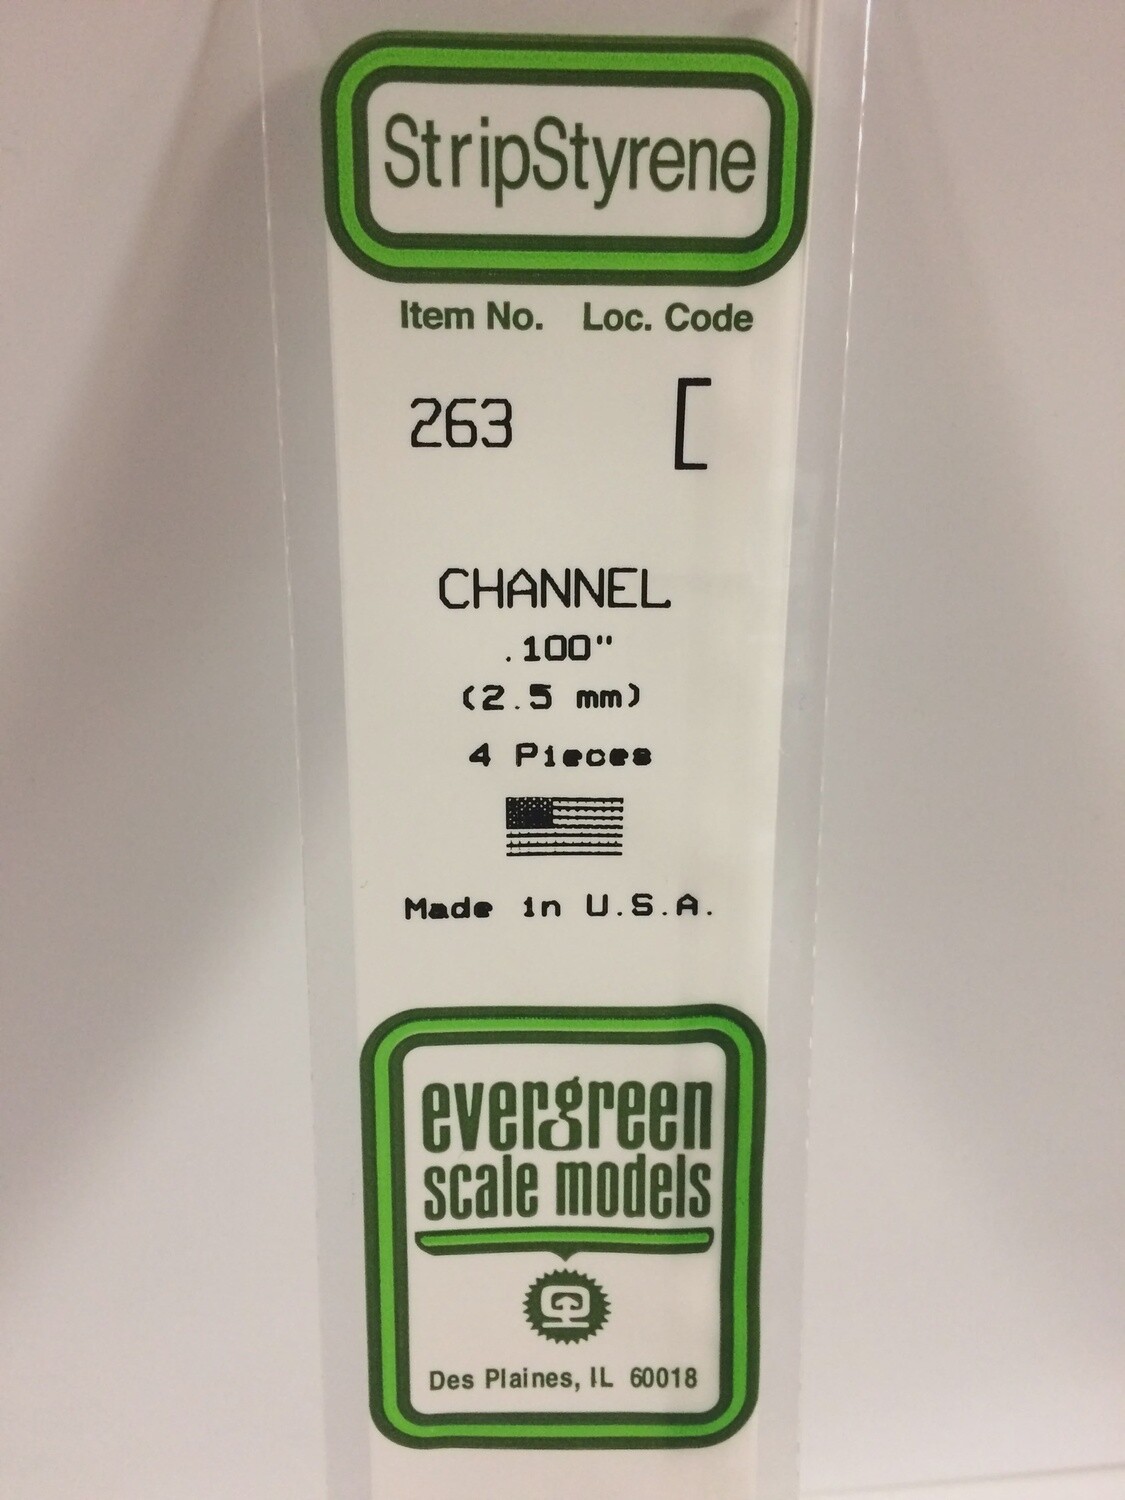 StripStyrene
Item No. Loc. Code
263 [
CHANNEL
.100"
(2.5 mm)
4 Pieces
Made in U.S.A.
evergreen
scale models
Des Plaines, IL 60018